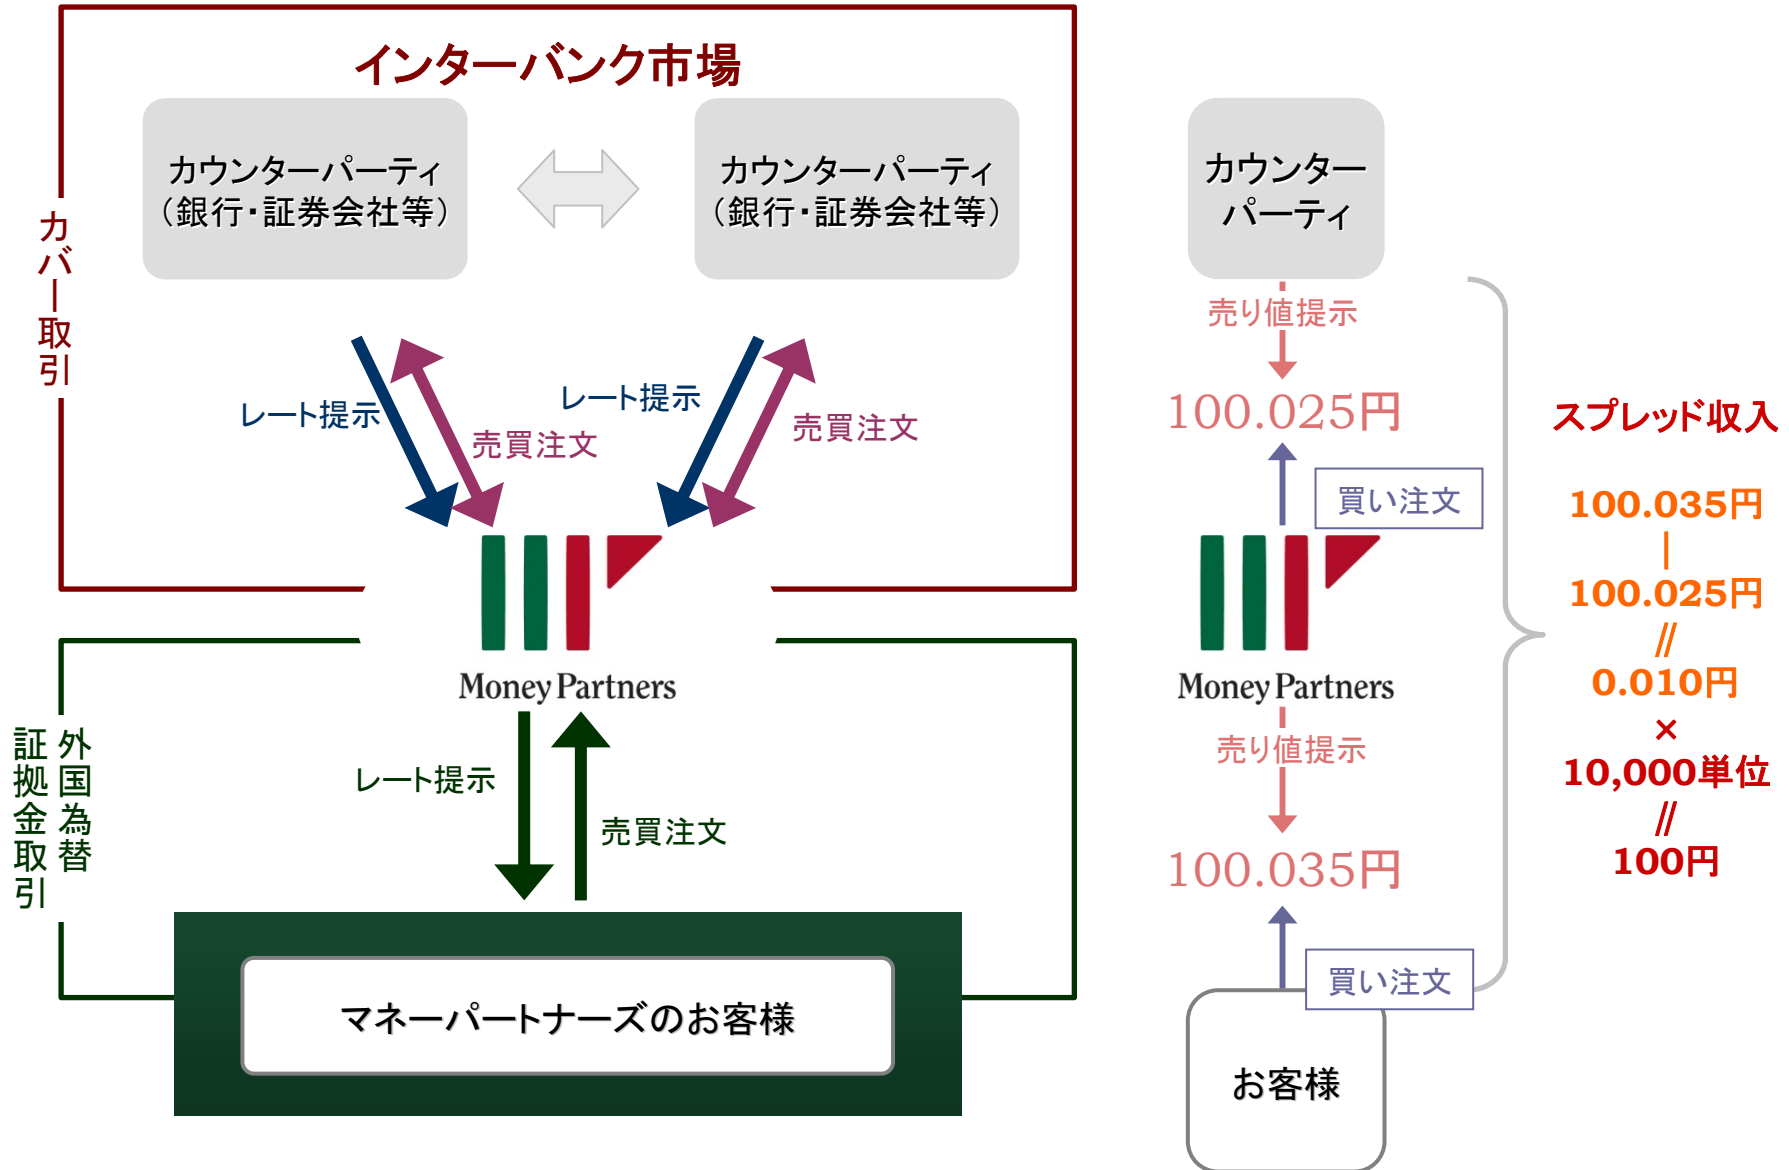 インターバンク市場
カウンターパーティ
（銀行・証券会社等）
カウンターパーティ
（銀行・証券会社等）
カバー取引
レート提示
売買注文
レート提示
売買注文
Money Partners
外国為替
証拠金取引
レート提示
売買注文
マネーパートナーズのお客様
カウンター
パーティ
売り値提示
100.025円
買い注文
Money Partners
売り値提示
100.035円
買い注文
お客様
スプレッド収入
100.035円
|
100.025円
//
0.010円
×
10,000単位
//
100円